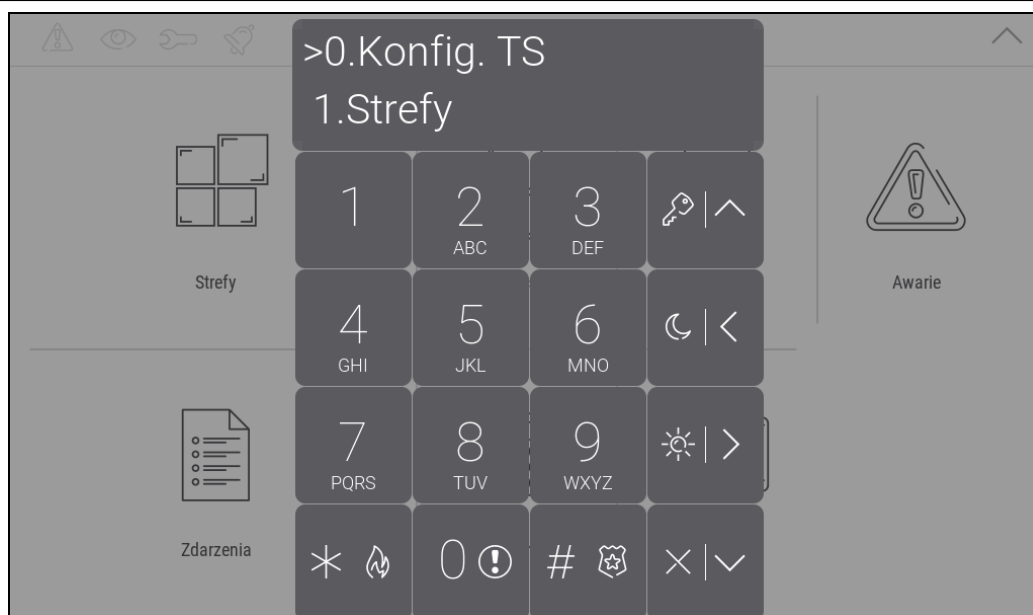 >0.Konfig. TS
1.Strefy
1
2
3
ABC
DEF
Strefy
Awarie
4
5
6
GHI
JKL
MNO
7
8
9
PQRS
TUV
WXYZ
Zdarzenia
* 0 #